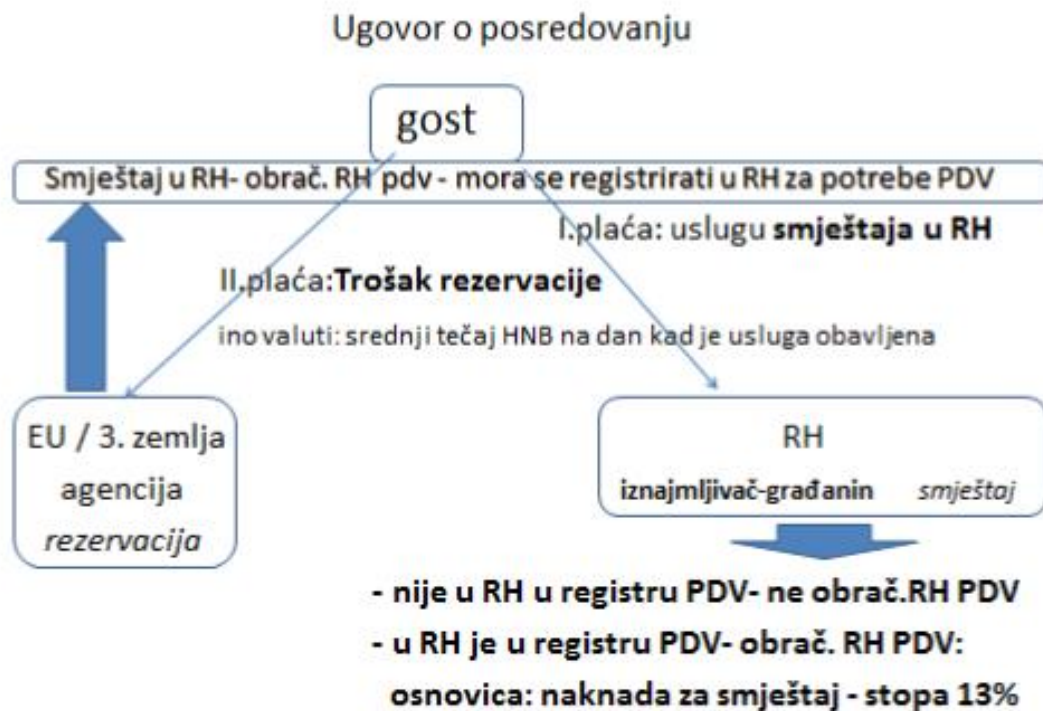 Ugovor o posredovanju
gost
Smještaj u RH- obrač. RH pdv - mora se registrirati u RH za potrebe PDV
I.plaća: uslugu smještaja u RH
II.plaća:Trošak rezervacije
ino valuti: srednji tečaj HNB na dan kad je usluga obavljena
EU / 3. zemlja
agencija
rezervacija
RH
iznajmljivač-građanin smještaj
- nije u RH u registru PDV- ne obrač.RH PDV
- u RH je u registru PDV- obrač. RH PDV:
osnovica: naknada za smještaj - stopa 13%